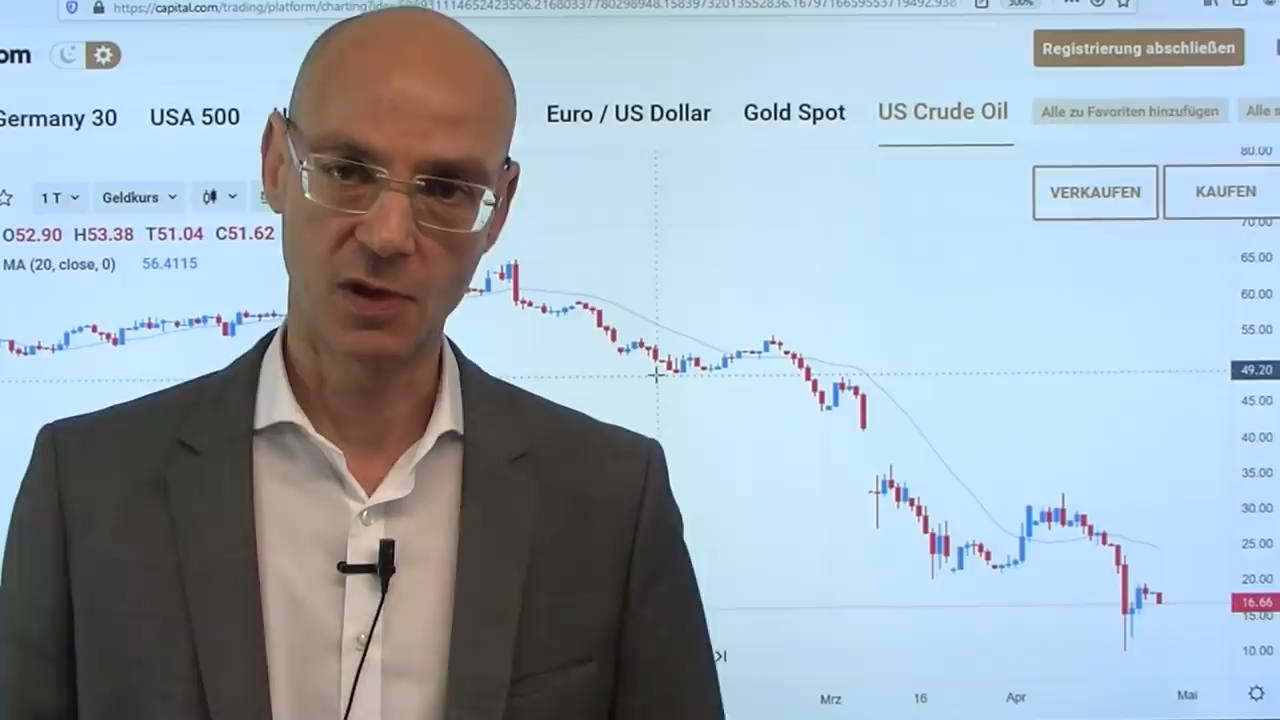 https://capital.com/trading/platform/charting?ide
om
Registrierung abschließen
Germany 30 USA 500 Euro / US Dollar Gold Spot US Crude Oil Alle zu Favoriten hinzufügen Alle
80.00
1 T Geldkurs
VERKAUFEN KAUFEN
70.00
O52.90 H53.38 T51.04 C51.62
65.00
MA (20, close, 0) 56.4115
60.00
55.00
49.20
45.00
40.00
35.00
30.00
25.00
20.00
16.66
15.00
10.00
Mrz 16 Apr Mai